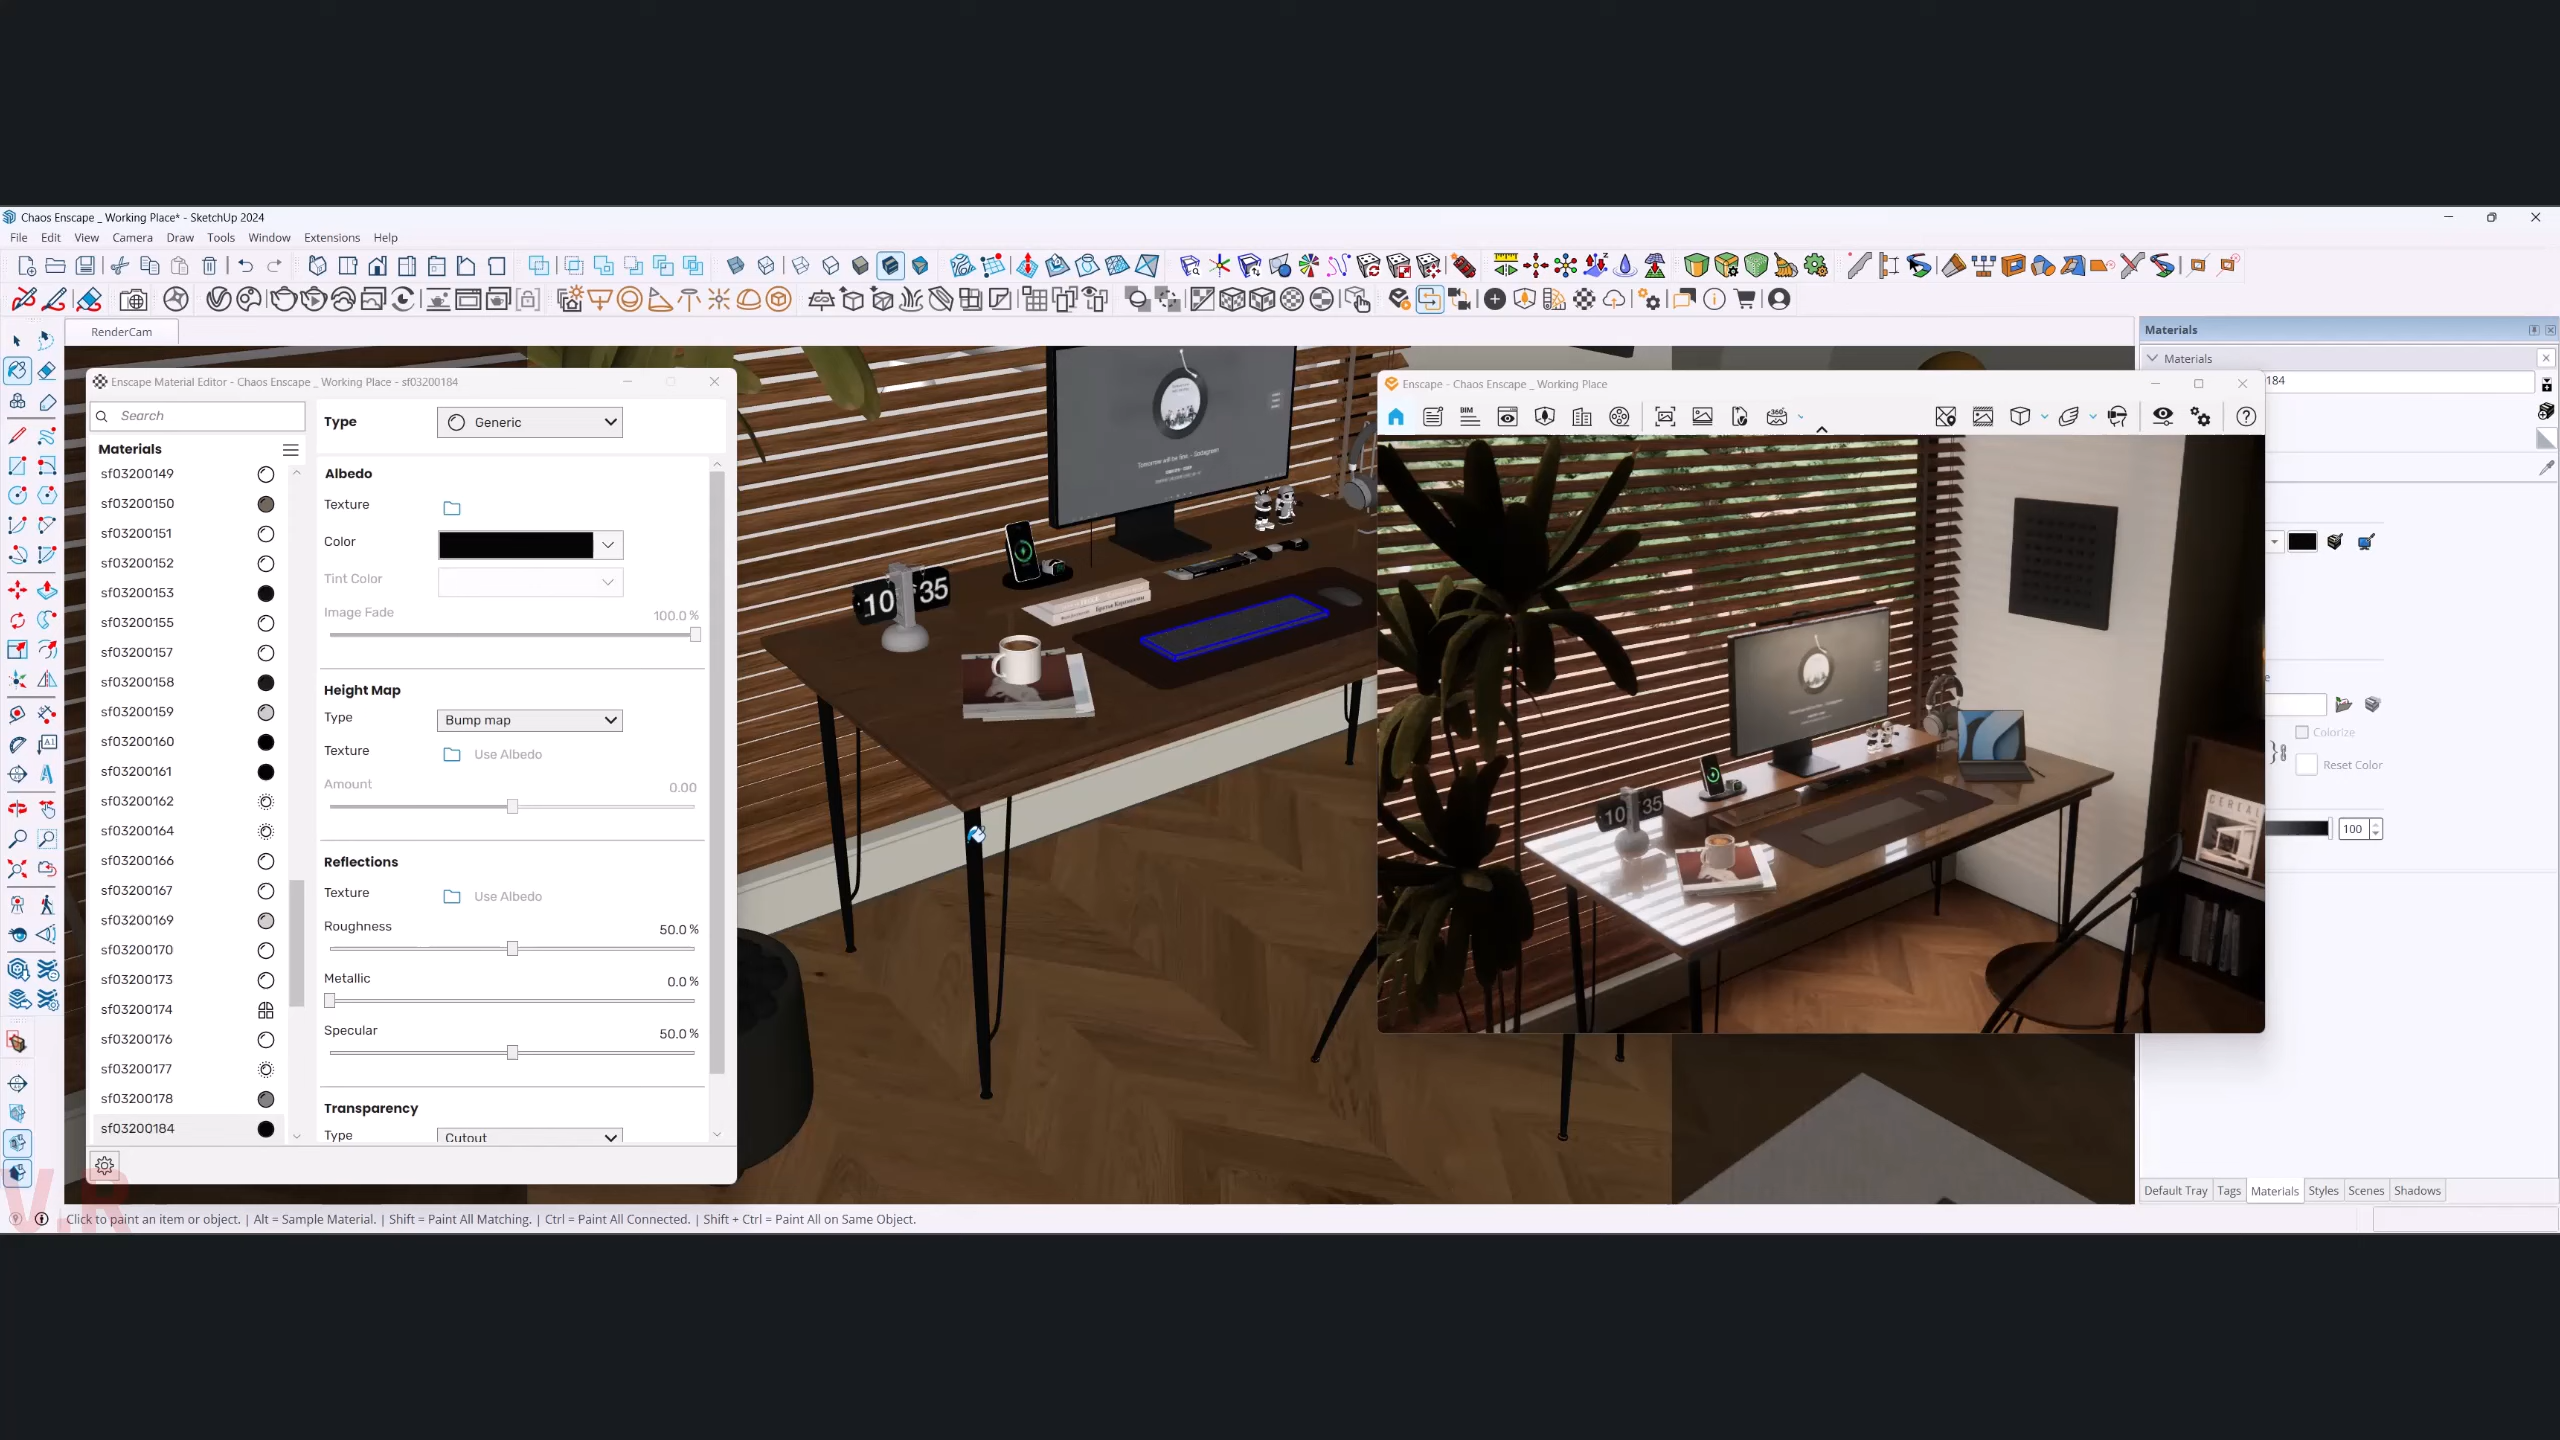 Chaos Enscape _ Working Place* - SketchUp 2024
File Edit View Camera Draw Tools Window Extensions Help
RenderCam
Materials
Materials
184
Enscape Material Editor - Chaos Enscape _ Working Place - sf03200184
Search
Materials
sf03200149
sf03200150
sf03200151
sf03200152
sf03200153
sf03200155
sf03200157
sf03200158
sf03200159
sf03200160
sf03200161
sf03200162
sf03200164
sf03200166
sf03200167
sf03200169
sf03200170
sf03200173
sf03200174
sf03200176
sf03200177
sf03200178
sf03200184
Type Generic
Albedo
Texture
Color
Tint Color
Image Fade 100.0 %
Height Map
Type Bump map
Texture Use Albedo
Amount 0.00
Reflections
Texture Use Albedo
Roughness 50.0 %
Metallic 0.0 %
Specular 50.0 %
Transparency
Type Cutout
10 35
Enscape - Chaos Enscape _ Working Place
BIM
360°
10 35
CEREAL
Colorize
Reset Color
100
Default Tray Tags Materials Styles Scenes Shadows
V.R
Click to paint an item or object. | Alt = Sample Material. | Shift = Paint All Matching. | Ctrl = Paint All Connected. | Shift + Ctrl = Paint All on Same Object.